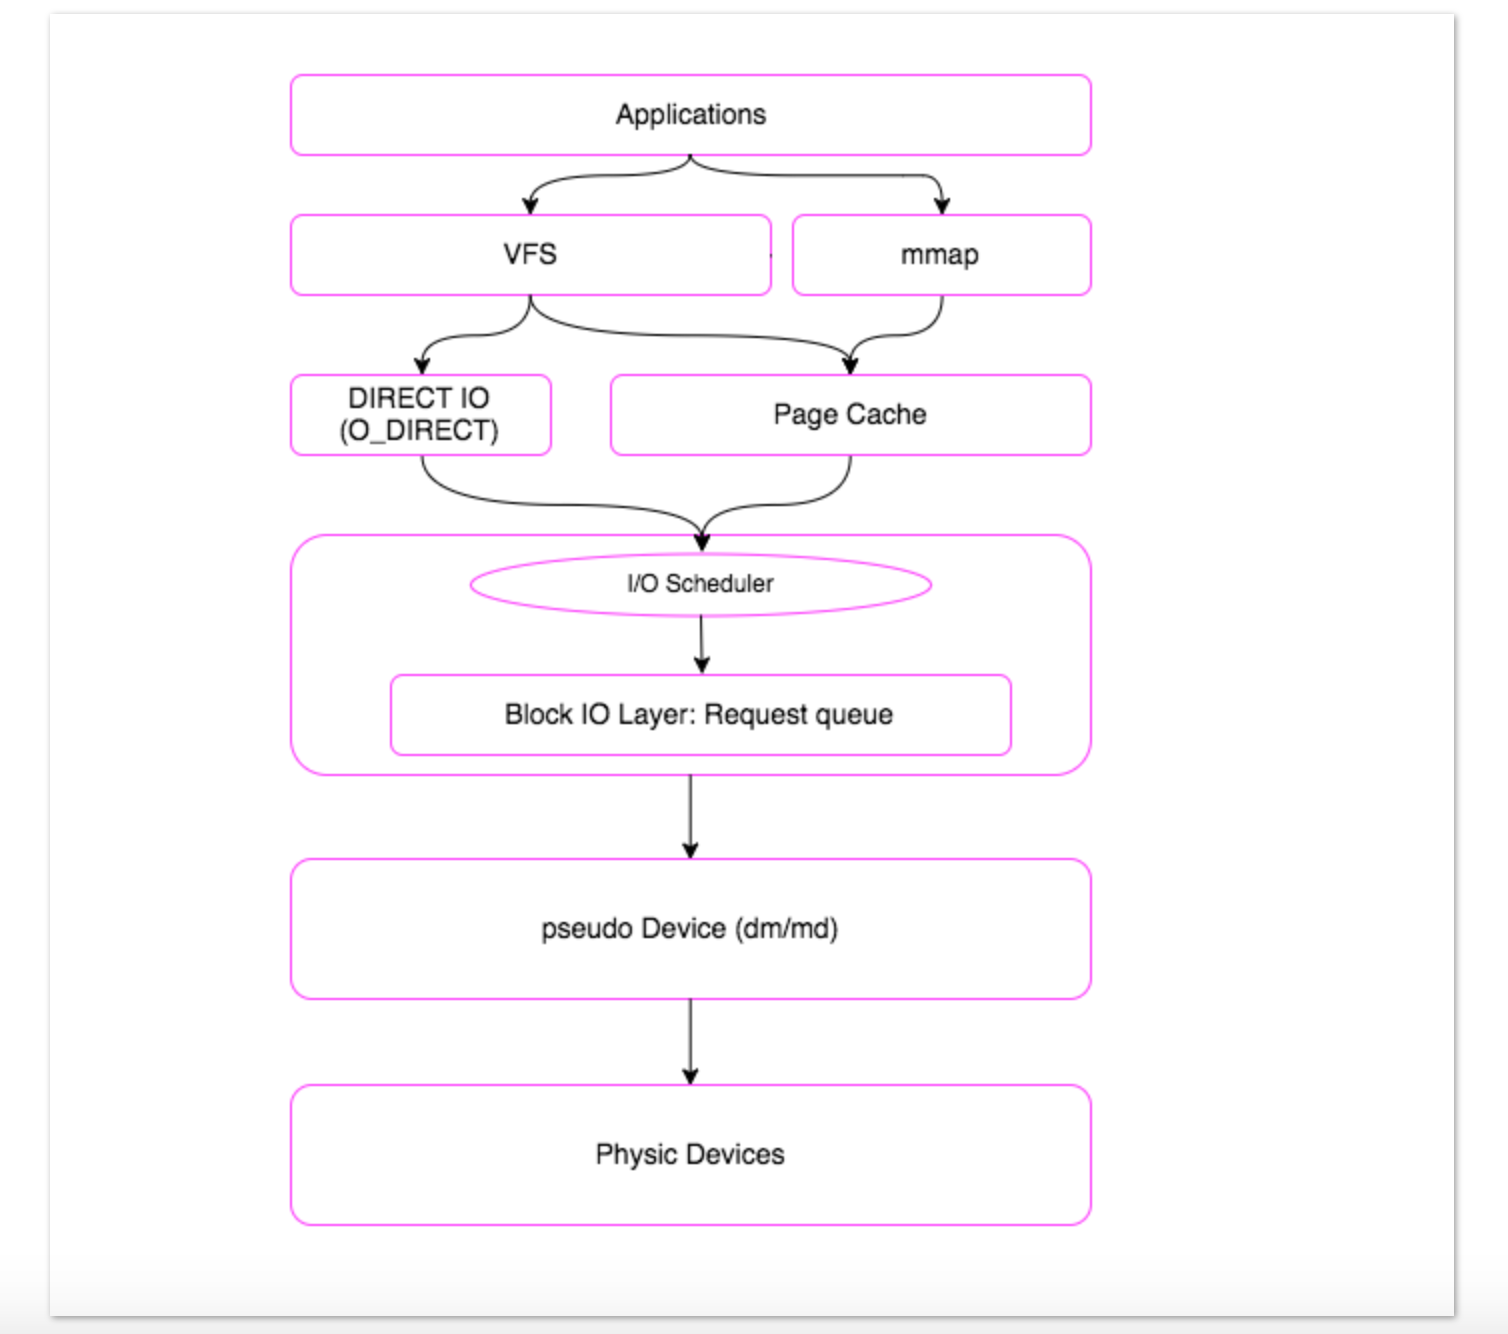 Applications
VFS
mmap
DIRECT IO
(O_DIRECT)
Page Cache
I/O Scheduler
Block IO Layer: Request queue
pseudo Device (dm/md)
Physic Devices